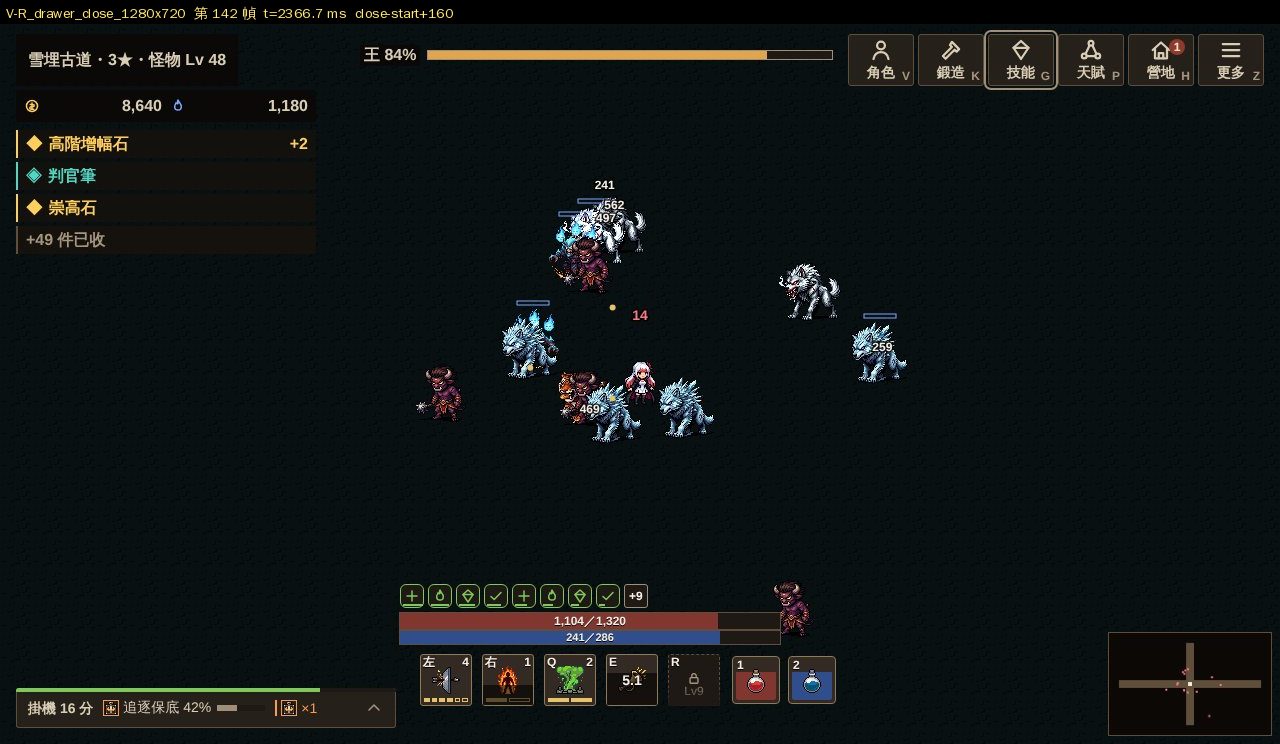 V-R_drawer_close_1280x720 第 142 幀 t=2366.7 ms close-start+160
雪埋古道・3★・怪物 Lv 48
王 84%
角色 V
鍛造 K
技能 G
天賦 P
營地 H 1
更多 Z
8,640 1,180
高階增幅石 +2
判官筆
崇高石
+49 件已收
241
562
497
14
259
469
+9
1,104／1,320
241／286
左 4
右 1
Q 2
E 5.1
R Lv9
1
2
掛機 16 分 追逐保底 42% ×1